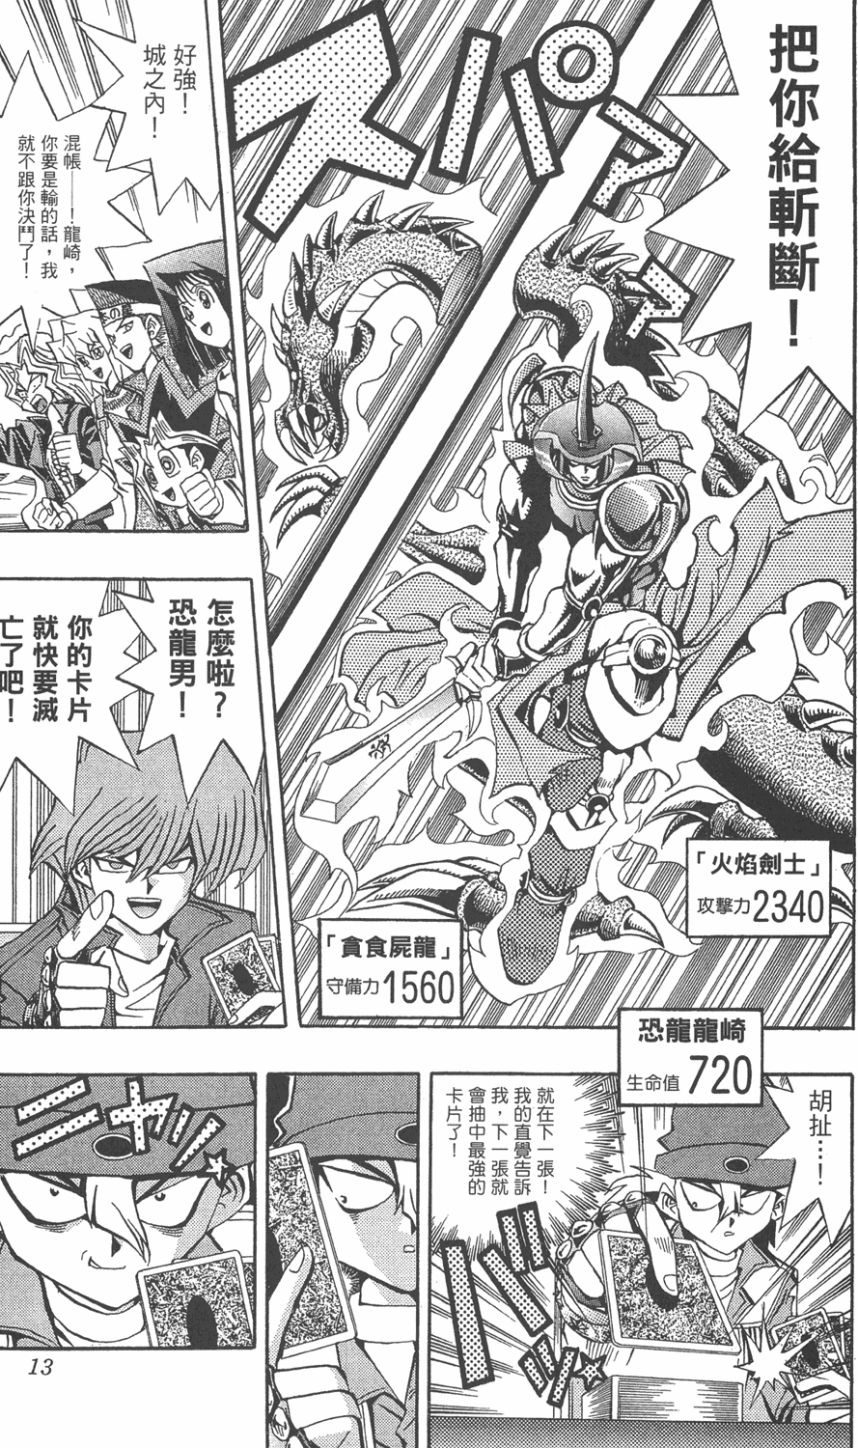 把你給斬斷！
スパァァ
「火焰劍士」
攻擊力2340
「貪食屍龍」
守備力1560
好強！
城之內！
混帳——！龍崎，
你要是輸的話，我
就不跟你決鬥了！
怎麼啦？
恐龍男！
你的卡片
就快要滅
亡了吧！
恐龍龍崎
生命值 720
胡扯…！
就在下一張！
我的直覺告訴
我，下一張就
會抽中最強的
卡片了！
バッ
ニヤッ
13